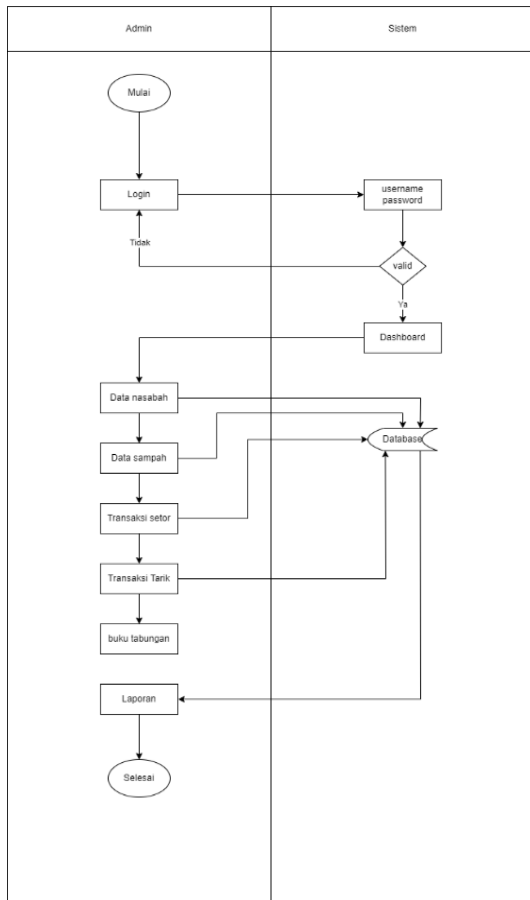 Admin
Sistem
Mulai
Login
username
password
Tidak
valid
Ya
Dashboard
Data nasabah
Database
Data sampah
Transaksi setor
Transaksi Tarik
buku tabungan
Laporan
Selesai